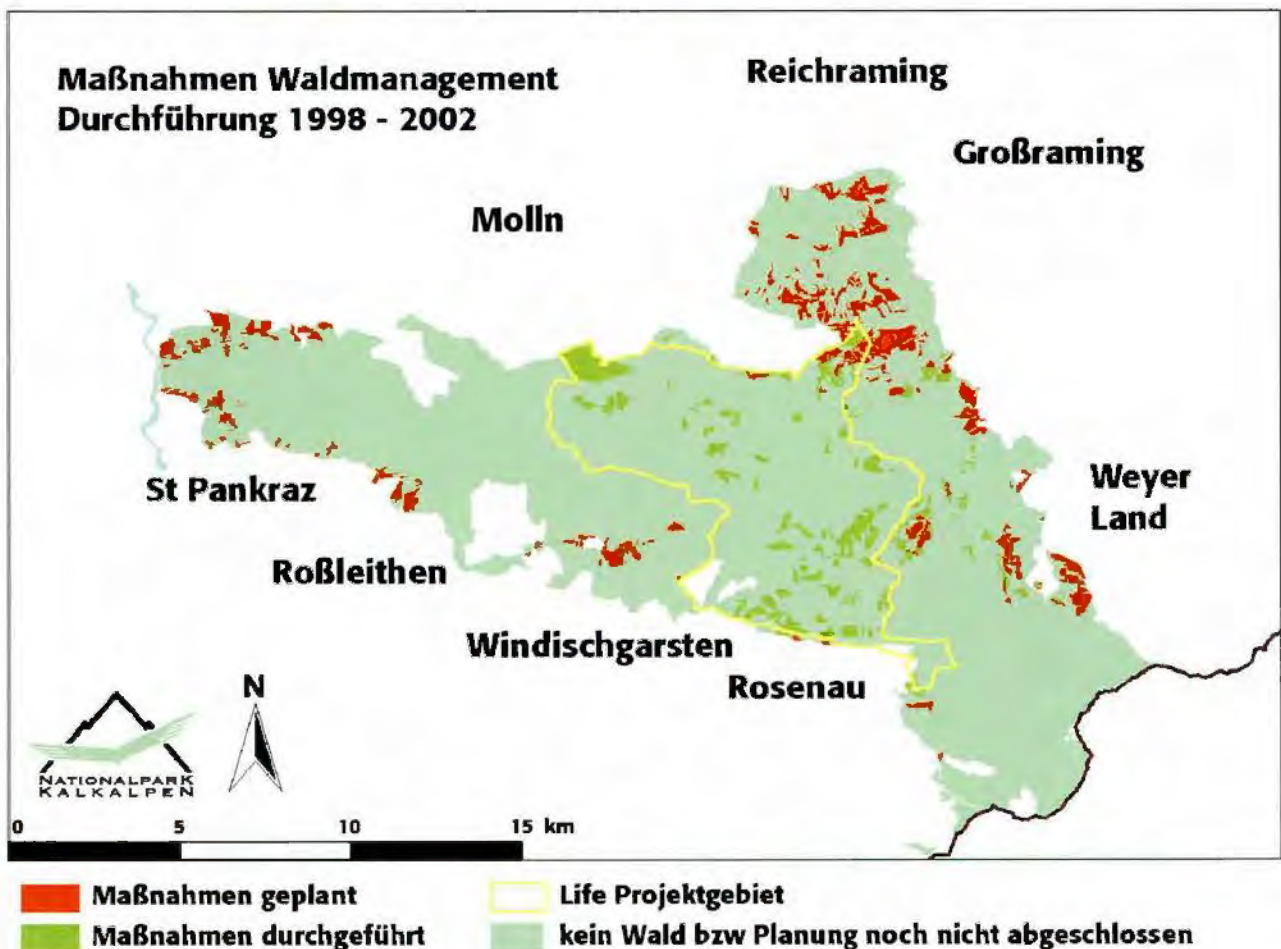 Maßnahmen Waldmanagement
Durchführung 1998 - 2002
Reichraming
Großraming
Molln
St Pankraz
Weyer
Land
Roßleithen
Windischgarsten
Rosenau
N
NATIONALPARK
KALKALPEN
0 5 10 15 km
Maßnahmen geplant
Life Projektgebiet
Maßnahmen durchgeführt
kein Wald bzw Planung noch nicht abgeschlossen